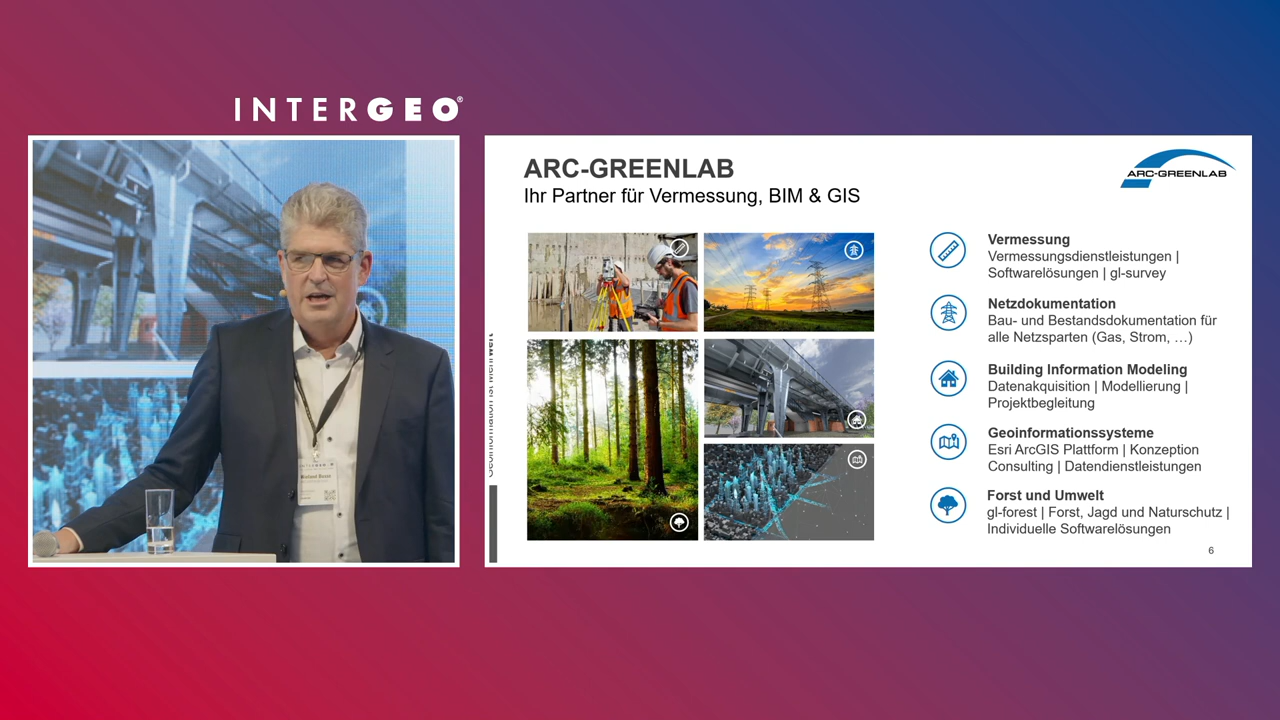 INTERGEO®
ARC-GREENLAB
Ihr Partner für Vermessung, BIM & GIS
ARC-GREENLAB
Vermessung
Vermessungsdienstleistungen |
Softwarelösungen | gl-survey
Netzdokumentation
Bau- und Bestandsdokumentation für
alle Netzsparten (Gas, Strom, …)
Building Information Modeling
Datenakquisition | Modellierung |
Projektbegleitung
Geoinformationssysteme
Esri ArcGIS Plattform | Konzeption
Consulting | Datendienstleistungen
Forst und Umwelt
gl-forest | Forst, Jagd und Naturschutz |
Individuelle Softwarelösungen
6
INTERGEO